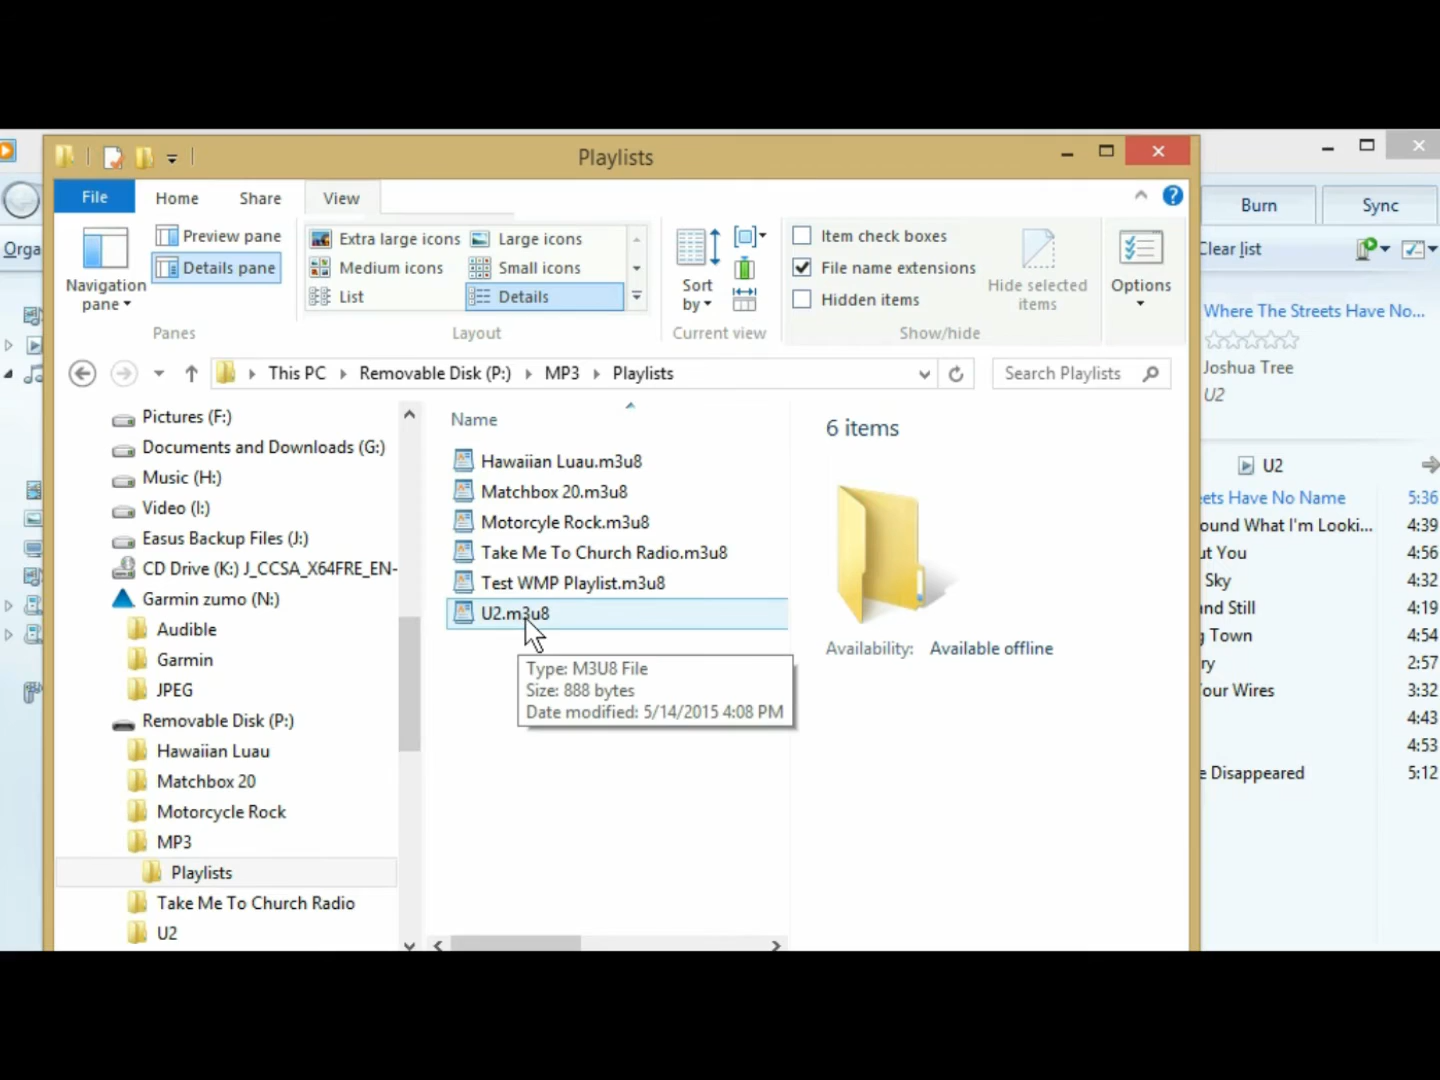 Playlists
File Home Share View
Burn Sync
Orga
Clear list
Navigation pane
Preview pane
Details pane
Panes
Extra large icons Large icons
Medium icons Small icons
List Details
Layout
Sort by
Current view
Item check boxes
File name extensions
Hidden items
Hide selected items
Show/hide
Options
This PC Removable Disk (P:) MP3 Playlists
Search Playlists
Pictures (F:)
Documents and Downloads (G:)
Music (H:)
Video (I:)
Easus Backup Files (J:)
CD Drive (K:) J_CCSA_X64FRE_EN-
Garmin zumo (N:)
Audible
Garmin
JPEG
Removable Disk (P:)
Hawaiian Luau
Matchbox 20
Motorcycle Rock
MP3
Playlists
Take Me To Church Radio
U2
Name
Hawaiian Luau.m3u8
Matchbox 20.m3u8
Motorcyle Rock.m3u8
Take Me To Church Radio.m3u8
Test WMP Playlist.m3u8
U2.m3u8
Type: M3U8 File
Size: 888 bytes
Date modified: 5/14/2015 4:08 PM
6 items
Availability: Available offline
Where The Streets Have No...
Joshua Tree
U2
U2
ets Have No Name 5:36
ound What I'm Looki... 4:39
ut You 4:56
Sky 4:32
nd Still 4:19
g Town 4:54
ry 2:57
our Wires 3:32
4:43
4:53
e Disappeared 5:12